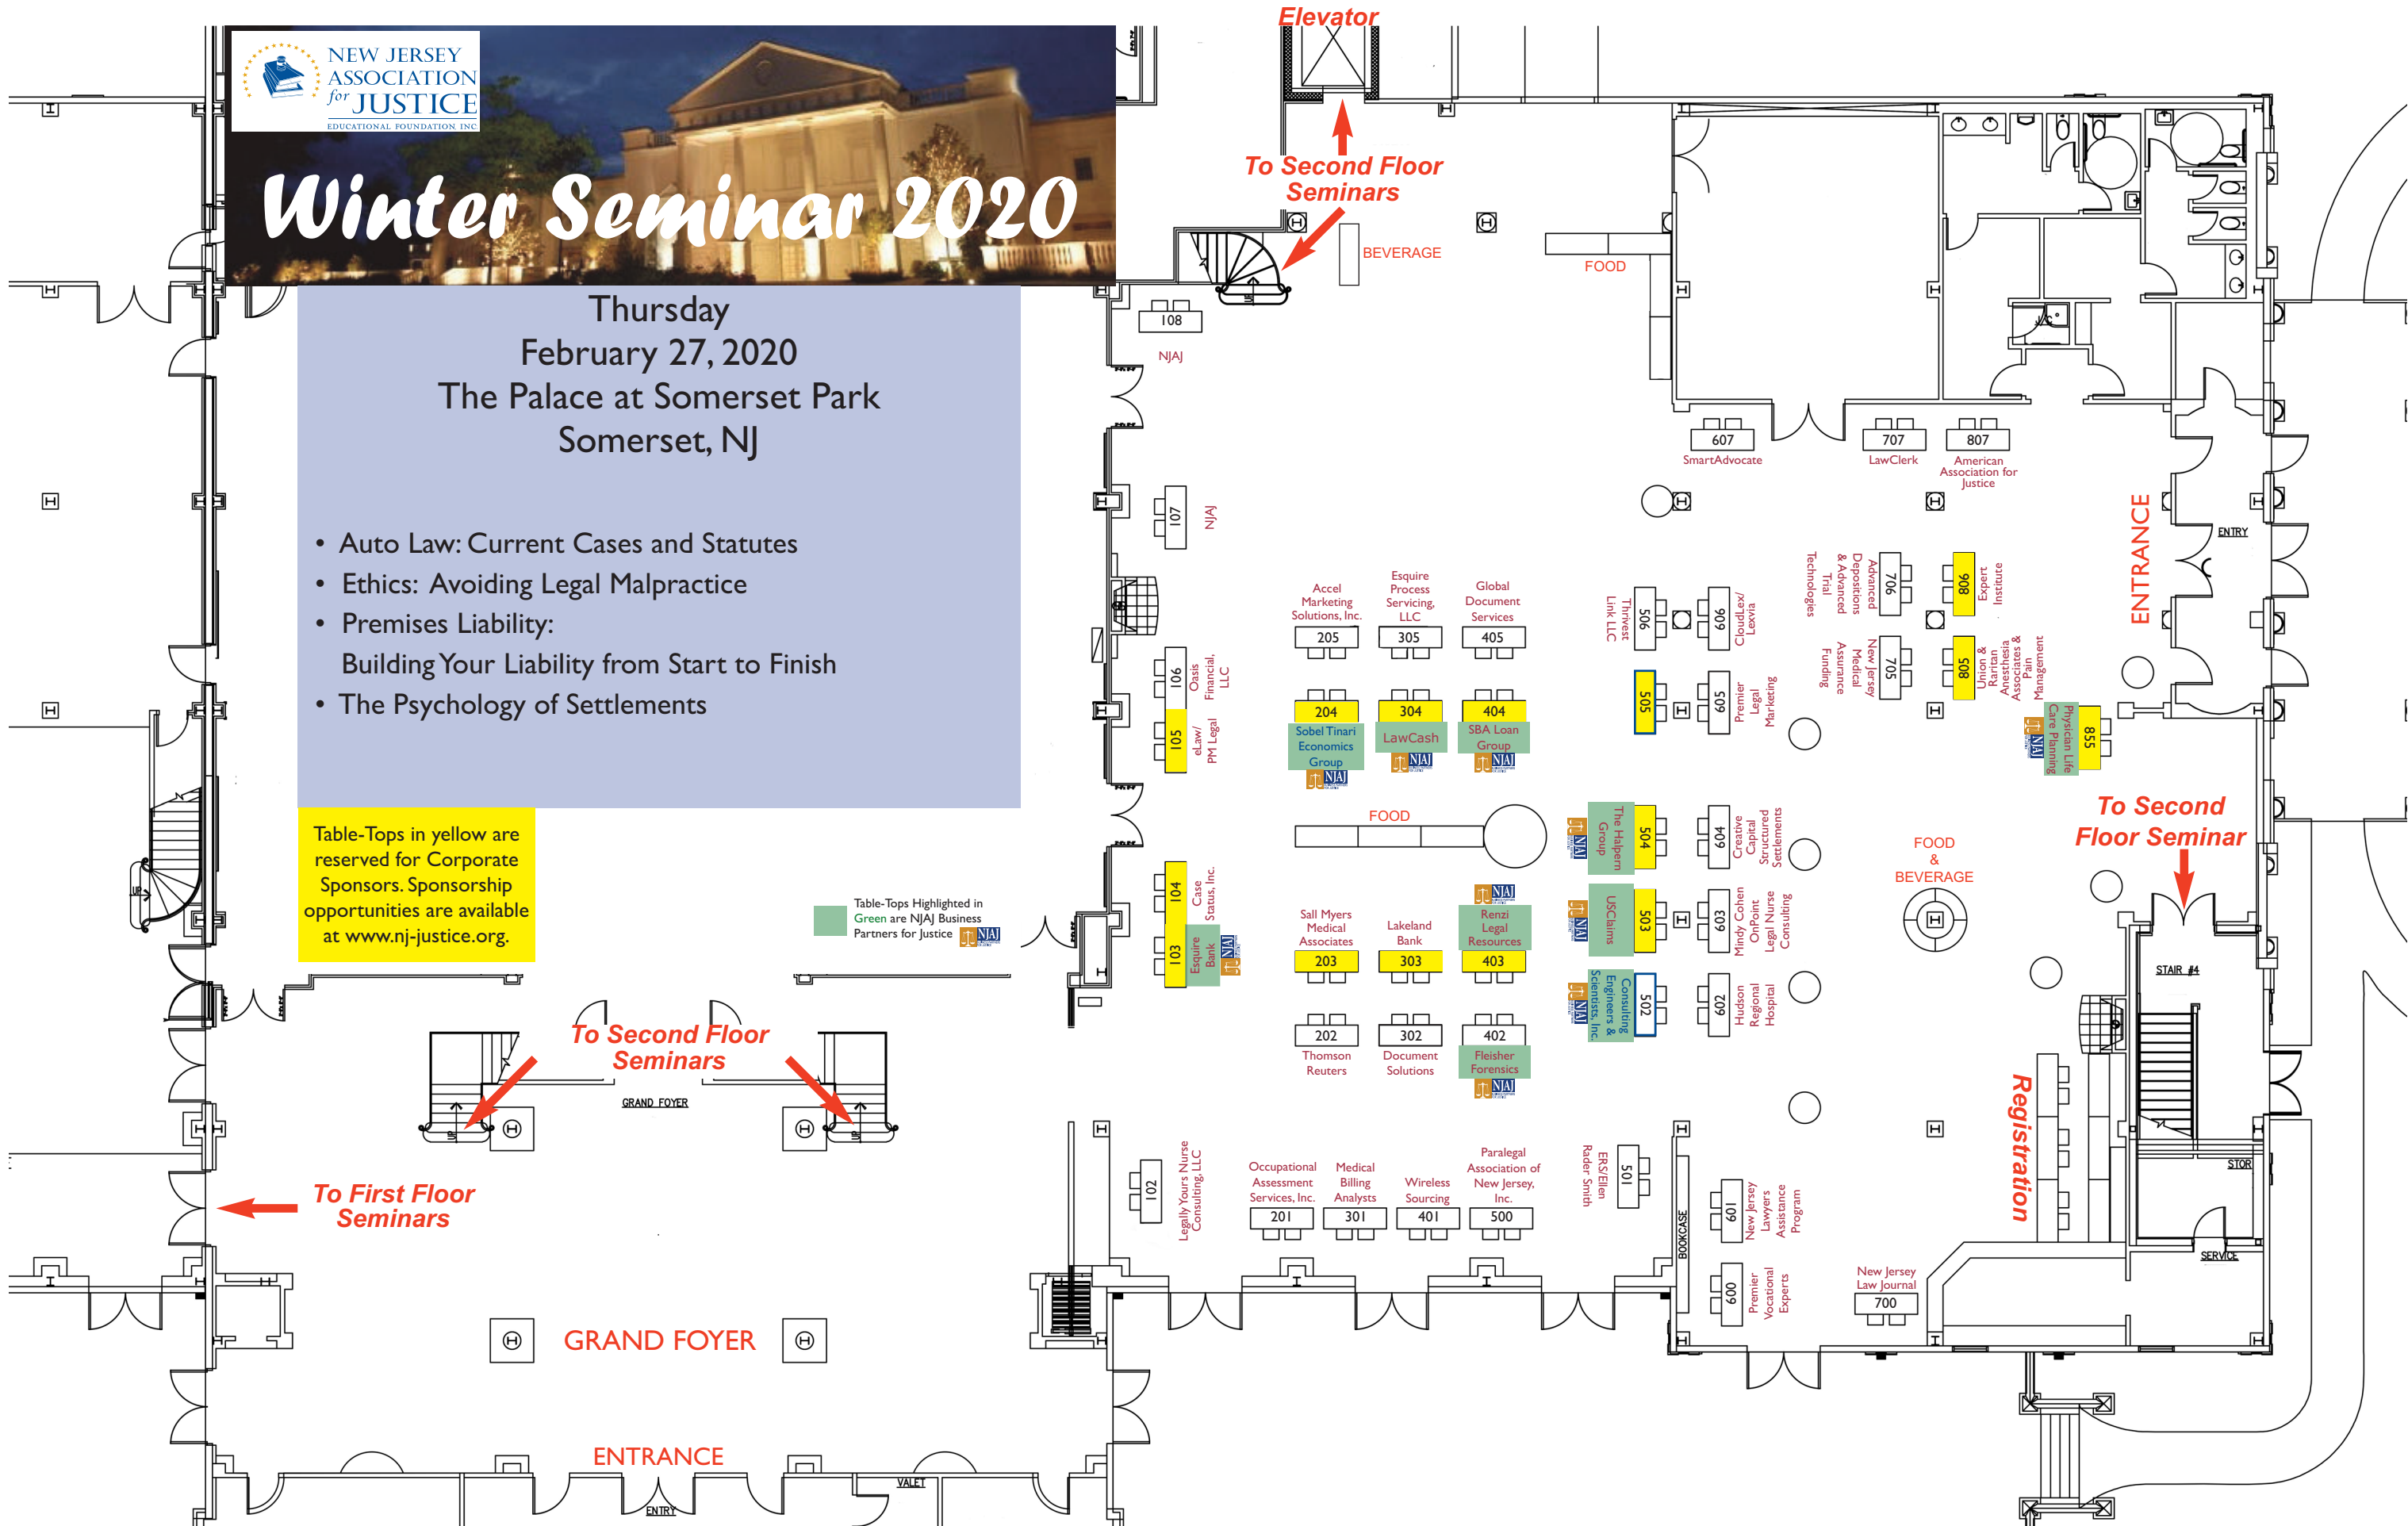 NEW JERSEY
ASSOCIATION
for JUSTICE
EDUCATIONAL FOUNDATION, INC
Winter Seminar 2020
Thursday
February 27, 2020
The Palace at Somerset Park
Somerset, NJ
• Auto Law: Current Cases and Statutes
• Ethics: Avoiding Legal Malpractice
• Premises Liability:
Building Your Liability from Start to Finish
• The Psychology of Settlements
Table-Tops in yellow are
reserved for Corporate
Sponsors. Sponsorship
opportunities are available
at www.nj-justice.org.
Table-Tops Highlighted in
Green are NJAJ Business
Partners for Justice
NJAJ
To Second Floor
Seminars
GRAND FOYER
UP
UP
UP
To First Floor
Seminars
GRAND FOYER
ENTRANCE
ENTRY
VALET
Elevator
To Second Floor
Seminars
UP
BEVERAGE
FOOD
108
NJAJ
107
NJAJ
106
Oasis
Financial,
LLC
105
eLaw/
PM Legal
104
Case
Status, Inc.
103
Esquire
Bank
NJAJ
102
Legally Yours Nurse
Consulting, LLC
Accel
Marketing
Solutions, Inc.
205
Esquire
Process
Servicing,
LLC
305
Global
Document
Services
405
204
Sobel Tinari
Economics
Group
NJAJ
304
LawCash
NJAJ
404
SBA Loan
Group
NJAJ
FOOD
Sall Myers
Medical
Associates
203
Lakeland
Bank
303
NJAJ
Renzi
Legal
Resources
403
202
Thomson
Reuters
302
Document
Solutions
402
Fleisher
Forensics
NJAJ
Occupational
Assessment
Services, Inc.
201
Medical
Billing
Analysts
301
Wireless
Sourcing
401
Paralegal
Association of
New Jersey,
Inc.
500
ERS/Ellen
Rader Smith
501
Thrivest
Link LLC
506
505
The Halpern
Group
504
NJAJ
USClaims
503
NJAJ
Consulting
Engineers &
Scientists, Inc.
502
NJAJ
606
CloudLex/
Lexvia
605
Premier
Legal
Marketing
604
Creative
Capital
Structured
Settlements
603
Mindy Cohen
OnPoint
Legal Nurse
Consulting
602
Hudson
Regional
Hospital
601
New Jersey
Lawyers
Assistance
Program
600
Premier
Vocational
Experts
BOOKCASE
607
SmartAdvocate
707
LawClerk
807
American
Association for
Justice
Advanced
Depositions
& Advanced
Trial
Technologies
706
New Jersey
Medical
Assurance
Funding
705
806
Expert
Institute
805
Union &
Raritan
Anesthesia
Associates &
Pain
Management
Physician Life
Care Planning
855
NJAJ
ENTRANCE
ENTRY
To Second
Floor Seminar
FOOD
&
BEVERAGE
STAIR #4
Registration
STOR
SERVICE
New Jersey
Law Journal
700